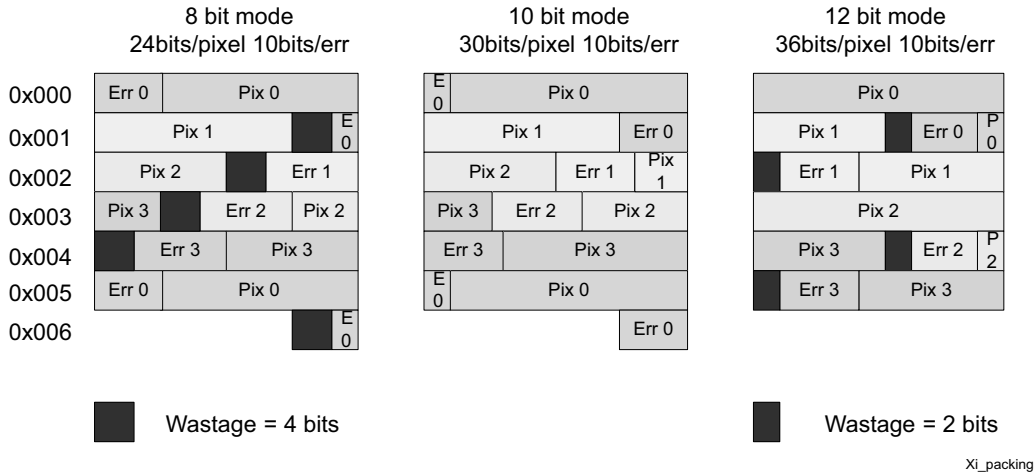 8 bit mode 10 bit mode 12 bit mode
24bits/pixel 10bits/err 30bits/pixel 10bits/err 36bits/pixel 10bits/err
0x000 Err 0 Pix 0 E 0 Pix 0 Pix 0
0x001 Pix 1 E 0 Pix 1 Err 0 Pix 1 Err 0 P 0
0x002 Pix 2 Err 1 Pix 2 Err 1 Pix 1 Err 1 Pix 1
0x003 Pix 3 Err 2 Pix 2 Pix 3 Err 2 Pix 2 Pix 2
0x004 Err 3 Pix 3 Err 3 Pix 3 Pix 3 Err 2 P 2
0x005 Err 0 Pix 0 E 0 Pix 0 Err 3 Pix 3
0x006 E 0 Err 0
Wastage = 4 bits Wastage = 2 bits
Xi_packing